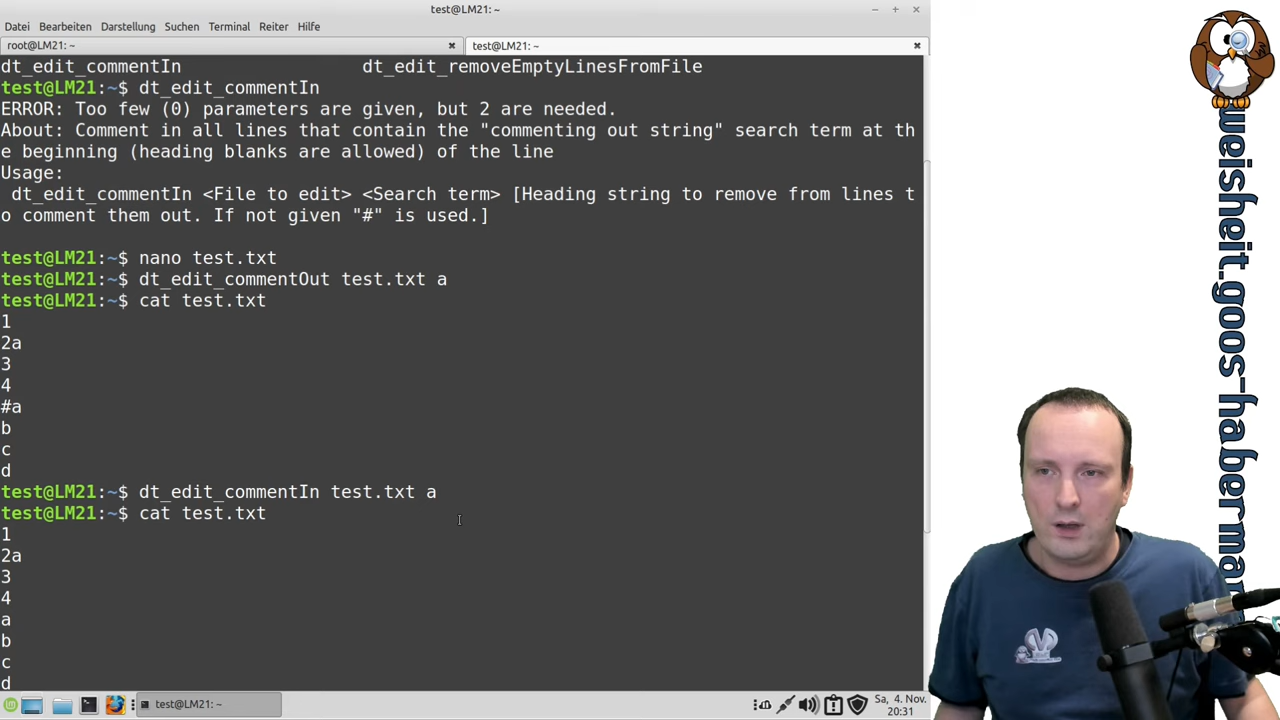 test@LM21: ~
Datei Bearbeiten Darstellung Suchen Terminal Reiter Hilfe
root@LM21: ~ test@LM21: ~
dt_edit_commentIn dt_edit_removeEmptyLinesFromFile
test@LM21:~$ dt_edit_commentIn
ERROR: Too few (0) parameters are given, but 2 are needed.
About: Comment in all lines that contain the "commenting out string" search term at th
e beginning (heading blanks are allowed) of the line
Usage:
dt_edit_commentIn <File to edit> <Search term> [Heading string to remove from lines t
o comment them out. If not given "#" is used.]
test@LM21:~$ nano test.txt
test@LM21:~$ dt_edit_commentOut test.txt a
test@LM21:~$ cat test.txt
1
2a
3
4
#a
b
c
d
test@LM21:~$ dt_edit_commentIn test.txt a
test@LM21:~$ cat test.txt
1
2a
3
4
a
b
c
d
test@LM21: ~
Sa, 4. Nov.
20:31